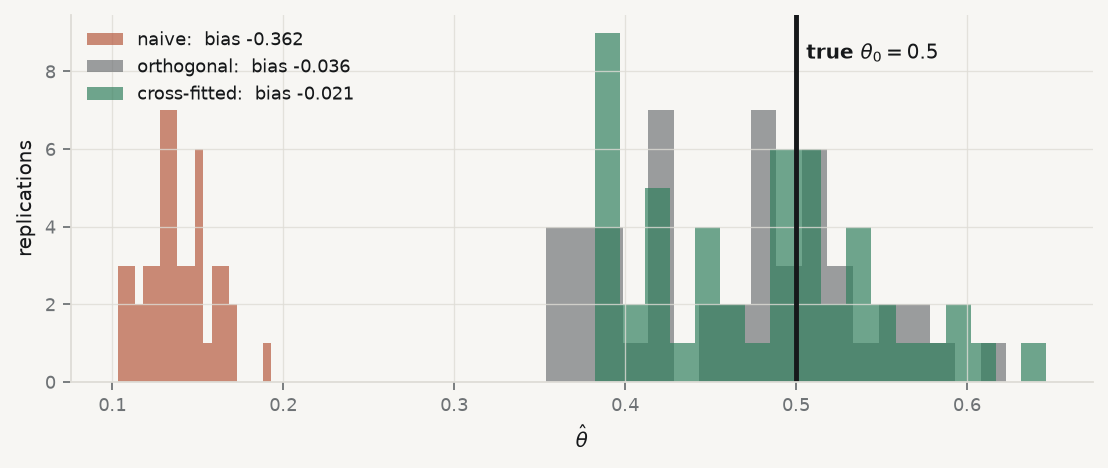 naive:  bias -0.362
orthogonal:  bias -0.036
cross-fitted:  bias -0.021
true θ₀ = 0.5
replications
8
6
4
2
0
0.1 0.2 0.3 0.4 0.5 0.6
θ̂